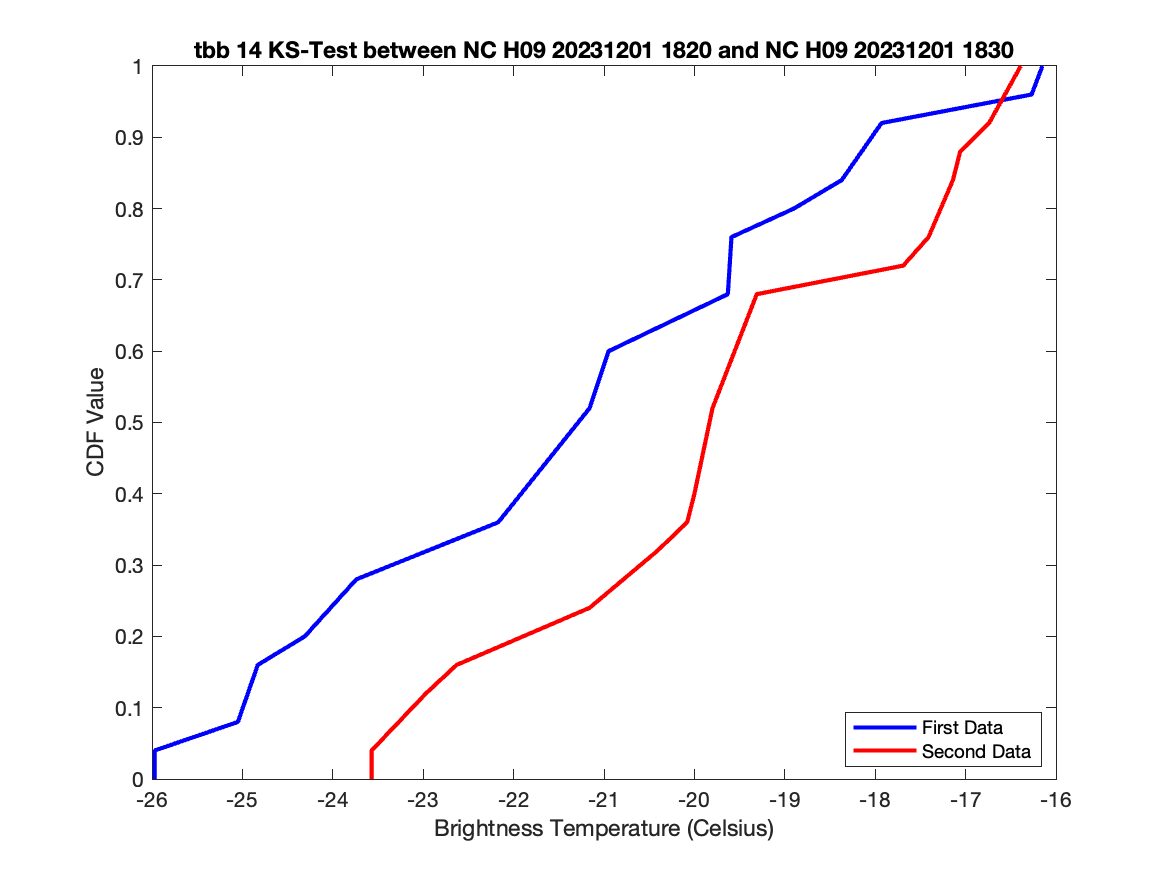 tbb 14 KS-Test between NC H09 20231201 1820 and NC H09 20231201 1830
1
0.9
0.8
0.7
0.6
0.5
0.4
0.3
0.2
0.1
0
CDF Value
First Data
Second Data
-26 -25 -24 -23 -22 -21 -20 -19 -18 -17 -16
Brightness Temperature (Celsius)